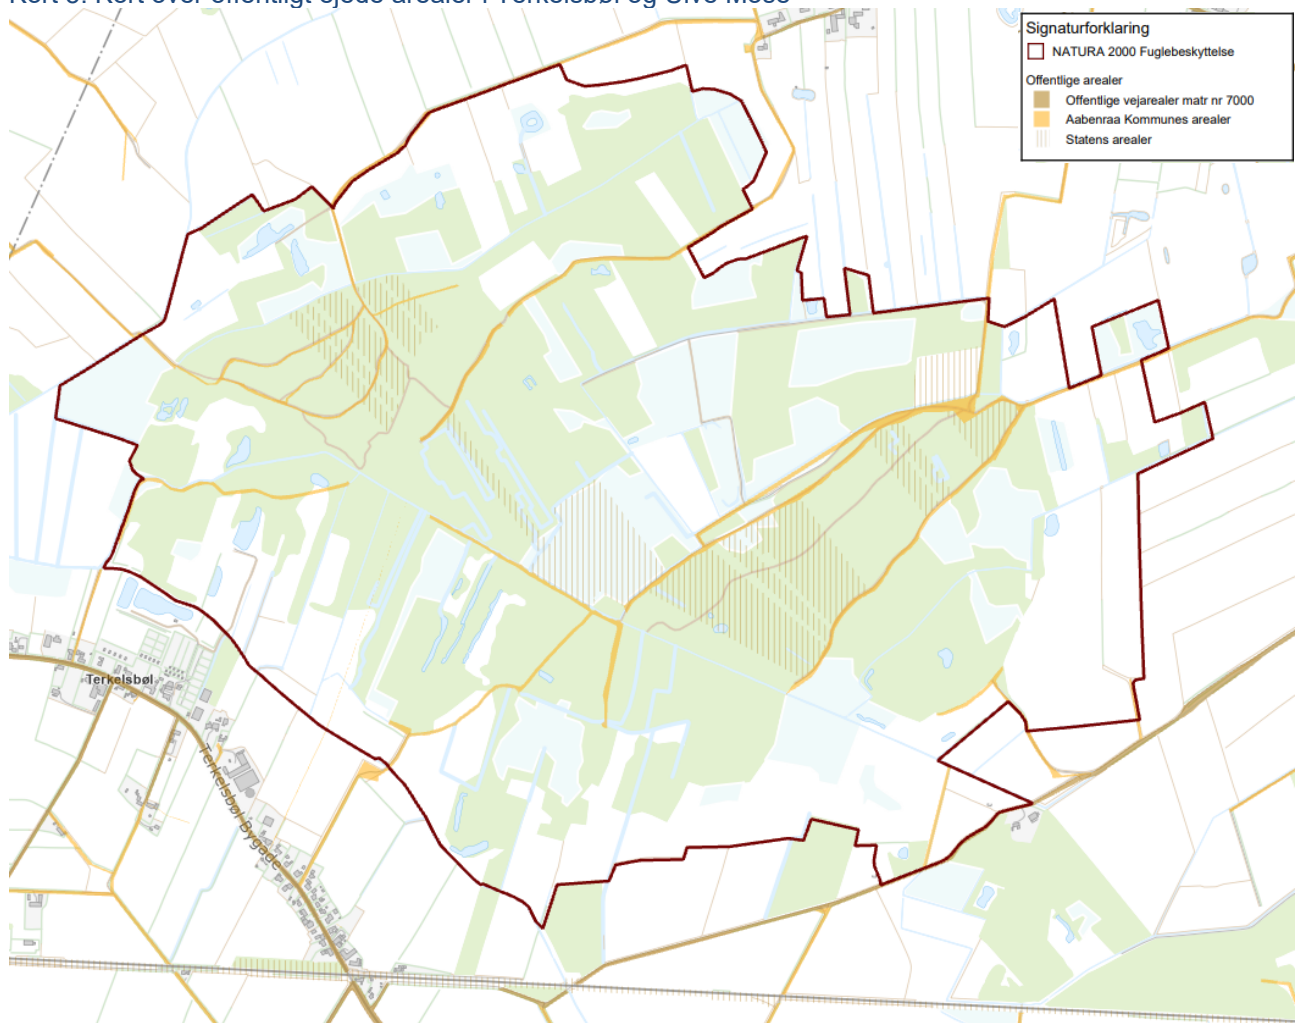 Signaturforklaring
NATURA 2000 Fuglebeskyttelse
Offentlige arealer
Offentlige vejarealer matr nr 7000
Aabenraa Kommunes arealer
Statens arealer
Terkelsbøl
Terkelsbøl Bygade